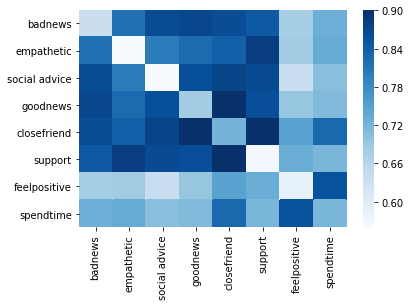 badnews
empathetic
social advice
goodnews
closefriend
support
feelpositive
spendtime
badnews
empathetic
social advice
goodnews
closefriend
support
feelpositive
spendtime
0.90
0.84
0.78
0.72
0.66
0.60